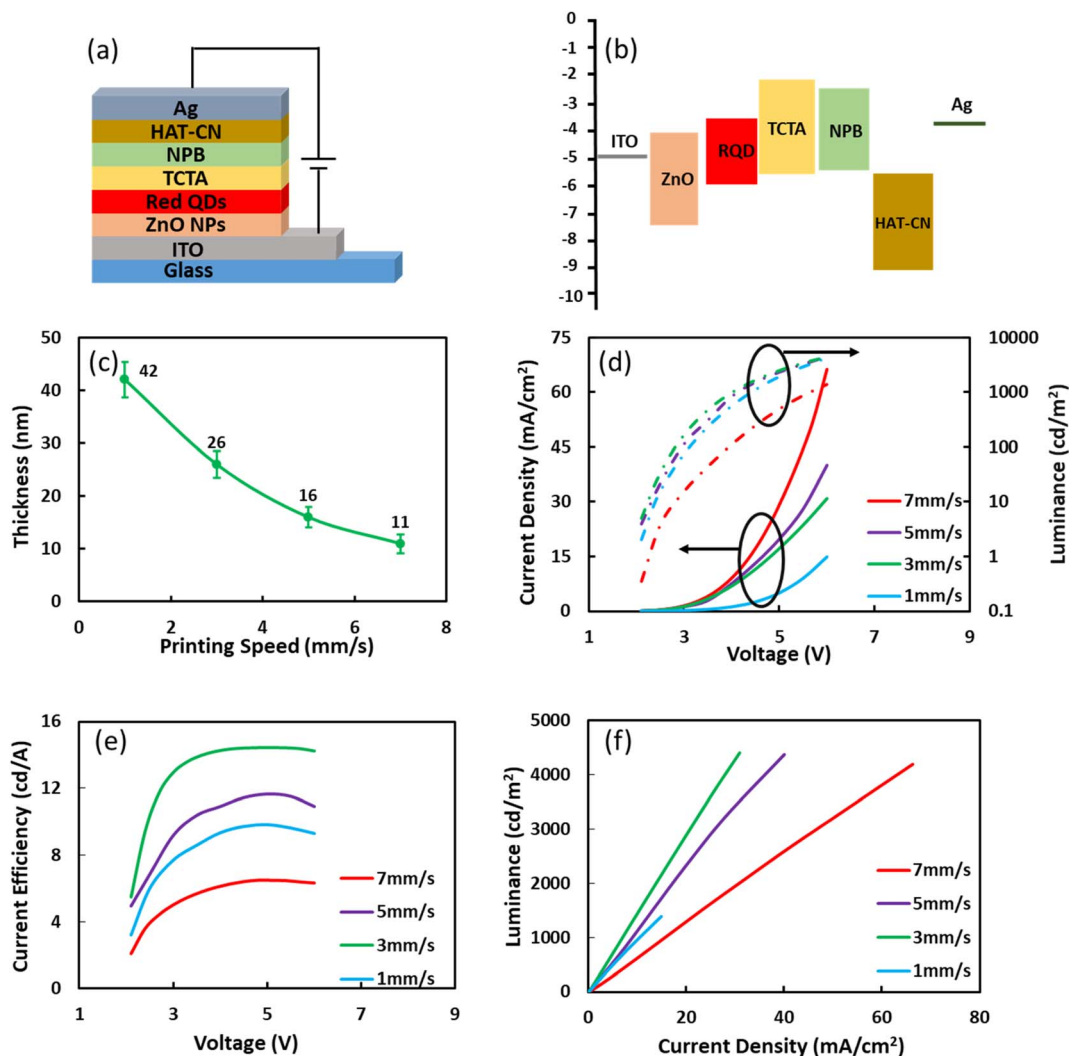 (a)
Ag
HAT-CN
NPB
TCTA
Red QDs
ZnO NPs
ITO
Glass
(b)
-0
-1
-2
-3
-4
-5
-6
-7
-8
-9
-10
ITO
ZnO
RQD
TCTA
NPB
HAT-CN
Ag
(c)
Thickness (nm)
50
40
30
20
10
0
42
26
16
11
0 2 4 6 8
Printing Speed (mm/s)
(d)
Current Density (mA/cm²)
75
60
45
30
15
0
10000
1000
100
10
1
0.1
Luminance (cd/m²)
7mm/s
5mm/s
3mm/s
1mm/s
1 3 5 7 9
Voltage (V)
(e)
Current Efficiency (cd/A)
16
12
8
4
0
7mm/s
5mm/s
3mm/s
1mm/s
1 3 5 7 9
Voltage (V)
(f)
Luminance (cd/m²)
5000
4000
3000
2000
1000
0
7mm/s
5mm/s
3mm/s
1mm/s
0 20 40 60 80
Current Density (mA/cm²)